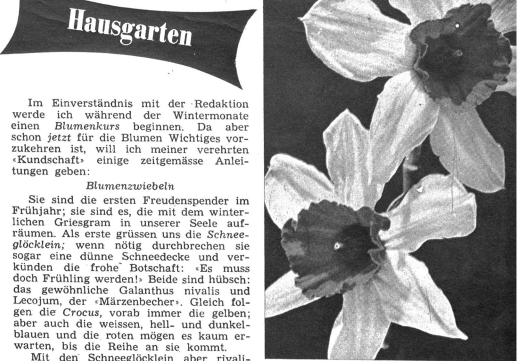 Hausgarten
Im Einverständnis mit der Redaktion
werde ich während der Wintermonate
einen Blumenkurs beginnen. Da aber
schon jetzt für die Blumen Wichtiges vor-
zukehren ist, will ich meiner verehrten
«Kundschaft» einige zeitgemässe Anlei-
tungen geben:
Blumenzwiebeln
Sie sind die ersten Freudenspender im
Frühjahr; sie sind es, die mit dem winter-
lichen Griesgram in unserer Seele auf-
räumen. Als erste grüssen uns die Schnee-
glöcklein; wenn nötig durchbrechen sie
sogar eine dünne Schneedecke und ver-
künden die frohe Botschaft: «Es muss
doch Frühling werden!» Beide sind hübsch:
das gewöhnliche Galanthus nivalis und
Lecojum, der «Märzenbecher». Gleich fol-
gen die Crocus, vorab immer die gelben;
aber auch die weissen, hell- und dunkel-
blauen und die roten mögen es kaum er-
warten, bis die Reihe an sie kommt.
Mit den Schneeglöcklein aber rivali-